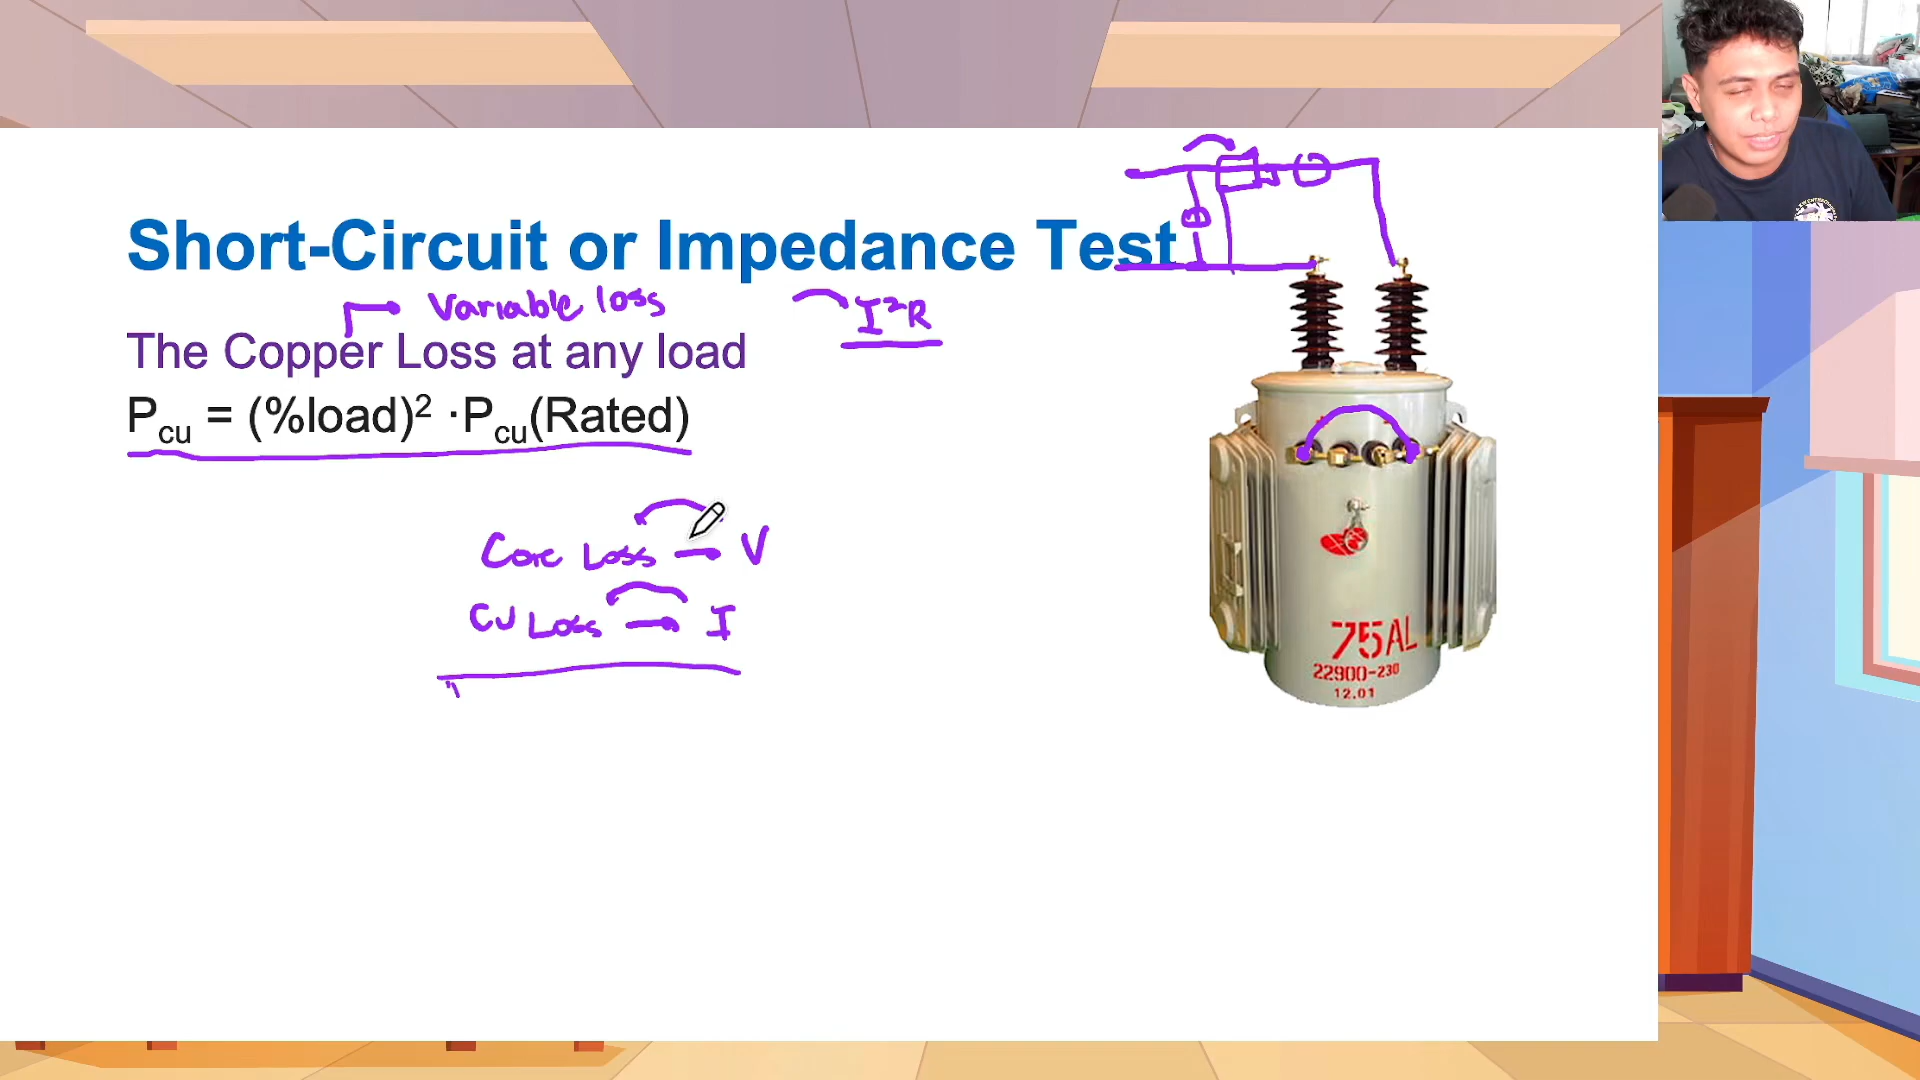 Short-Circuit or Impedance Test
Variable loss
I²R
The Copper Loss at any load
Pcu = (%load)² ·Pcu(Rated)
Core Loss → V
CU Loss → I
75AL
22900-230
12.01